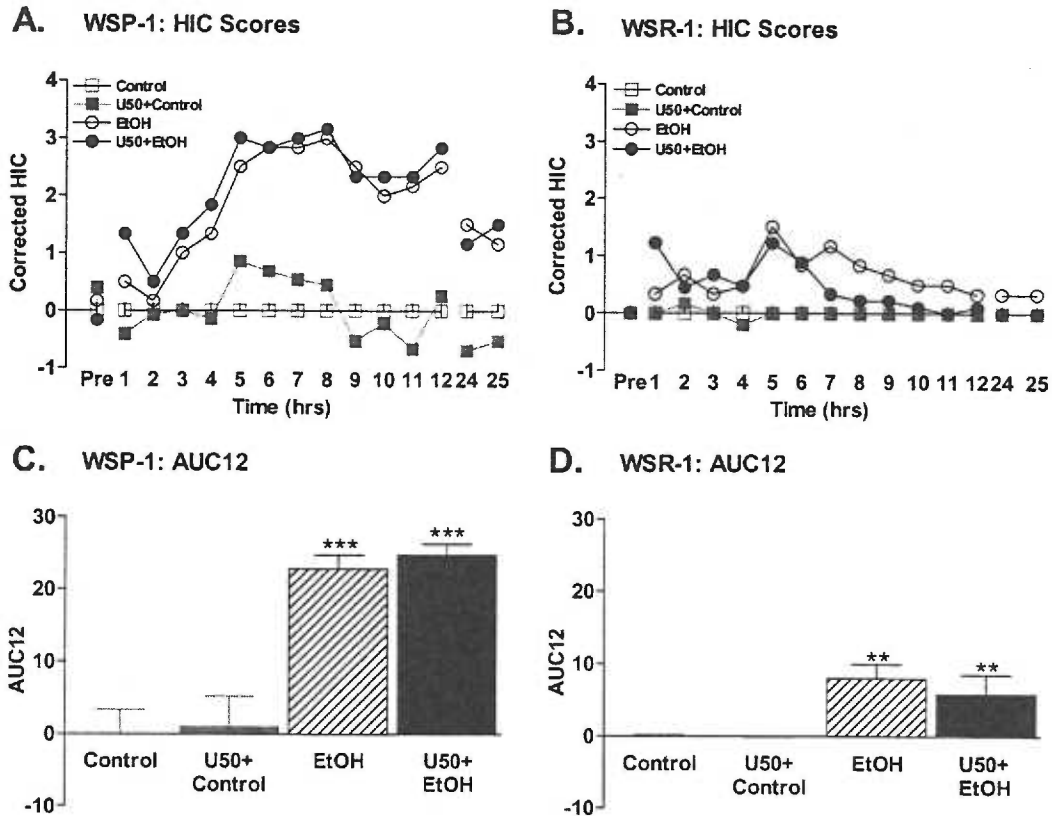 A. WSP-1: HIC Scores
Corrected HIC
4
3
2
1
0
-1
Control
U50+Control
EtOH
U50+EtOH
Pre 1 2 3 4 5 6 7 8 9 10 11 12 24 25
Time (hrs)
B. WSR-1: HIC Scores
Corrected HIC
4
3
2
1
0
-1
Control
U50+Control
EtOH
U50+EtOH
Pre 1 2 3 4 5 6 7 8 9 10 11 12 24 25
Time (hrs)
C. WSP-1: AUC12
AUC12
30
20
10
0
-10
*** ***
Control U50+ EtOH U50+
Control EtOH
D. WSR-1: AUC12
AUC12
30
20
10
0
-10
** **
Control U50+ EtOH U50+
Control EtOH